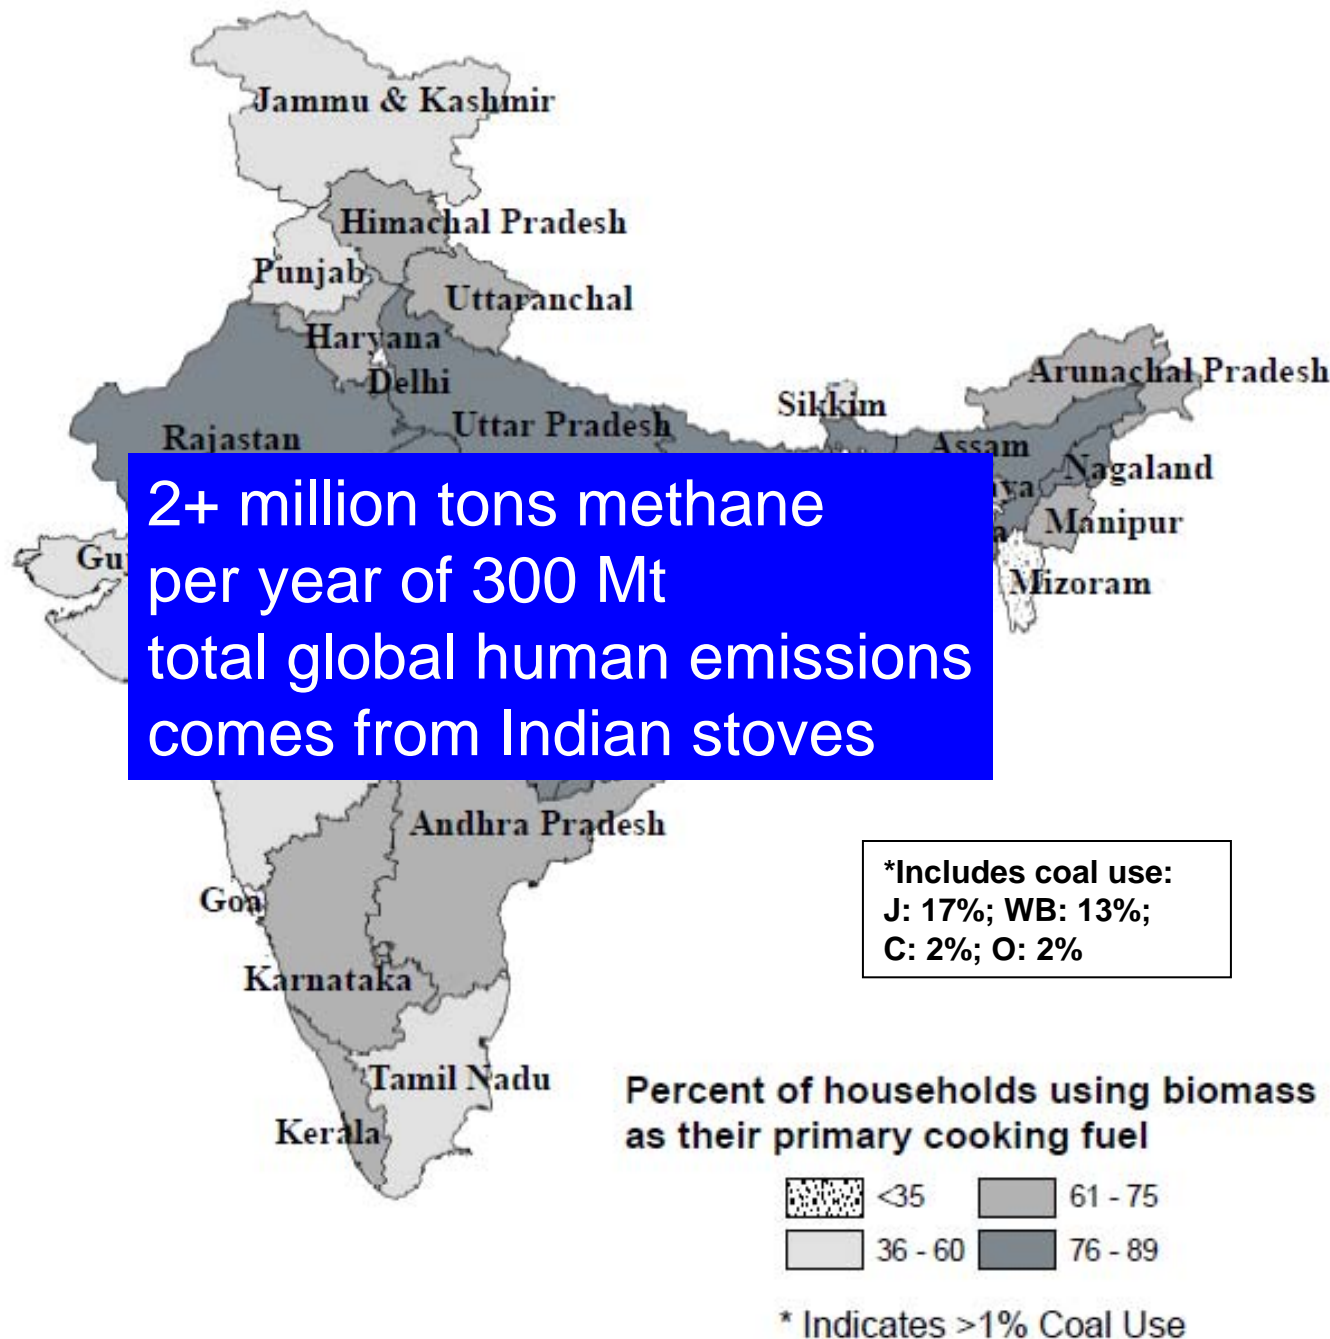 Jammu & Kashmir
Himachal Pradesh
Punjab
Uttaranchal
Haryana
Delhi
Arunachal Pradesh
Sikkim
Rajastan
Uttar Pradesh
Assam
Nagaland
Manipur
Mizoram
2+ million tons methane
per year of 300 Mt
total global human emissions
comes from Indian stoves
Andhra Pradesh
*Includes coal use:
J: 17%; WB: 13%;
C: 2%; O: 2%
Goa
Karnataka
Tamil Nadu
Kerala
Percent of households using biomass
as their primary cooking fuel
<35
61 - 75
36 - 60
76 - 89
* Indicates >1% Coal Use